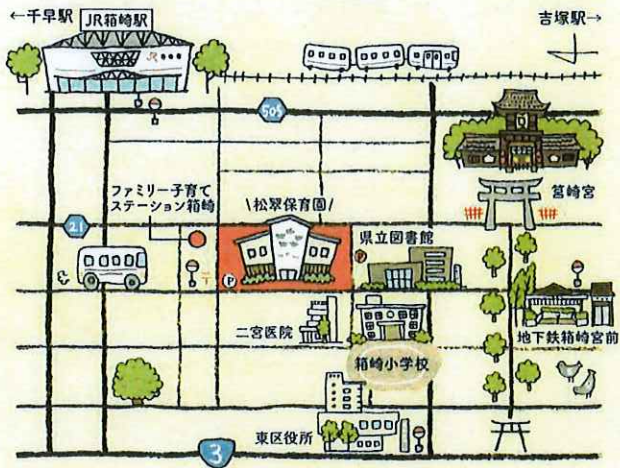 ←千早駅
JR箱崎駅
吉塚駅→
JR
505
筥崎宮
ファミリー子育て
ステーション箱崎
\松翠保育園/
21
県立図書館
P
P
〒
二宮医院
箱崎小学校
地下鉄箱崎宮前
東区役所
3